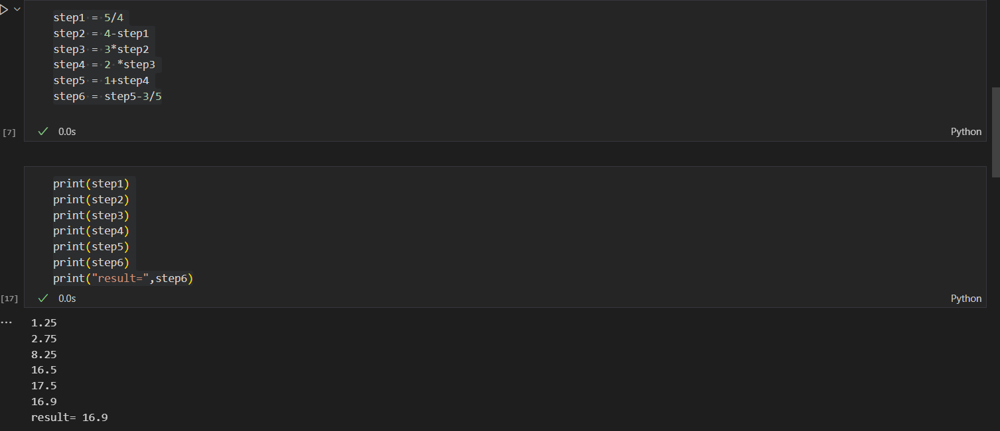 step1 = 5/4
step2 = 4-step1
step3 = 3*step2
step4 = 2 *step3
step5 = 1+step4
step6 = step5-3/5
[7]
0.0s
Python
print(step1)
print(step2)
print(step3)
print(step4)
print(step5)
print(step6)
print("result=",step6)
[17]
0.0s
Python
...
1.25
2.75
8.25
16.5
17.5
16.9
result= 16.9